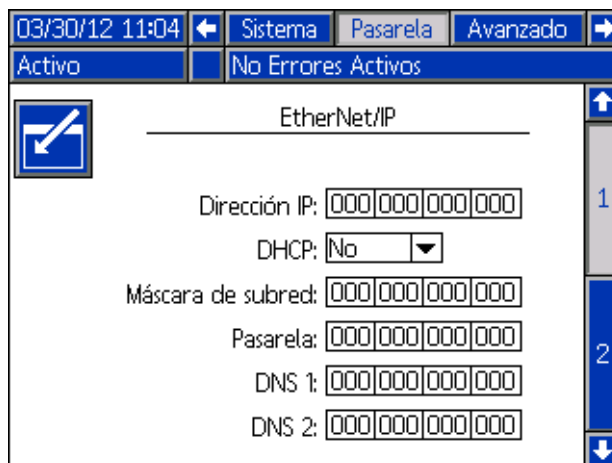 03/30/12 11:04 Sistema Pasarela Avanzado
Activo No Errores Activos
EtherNet/IP
Dirección IP: 000 000 000 000
DHCP: No
Máscara de subred: 000 000 000 000
Pasarela: 000 000 000 000
DNS 1: 000 000 000 000
DNS 2: 000 000 000 000
1
2